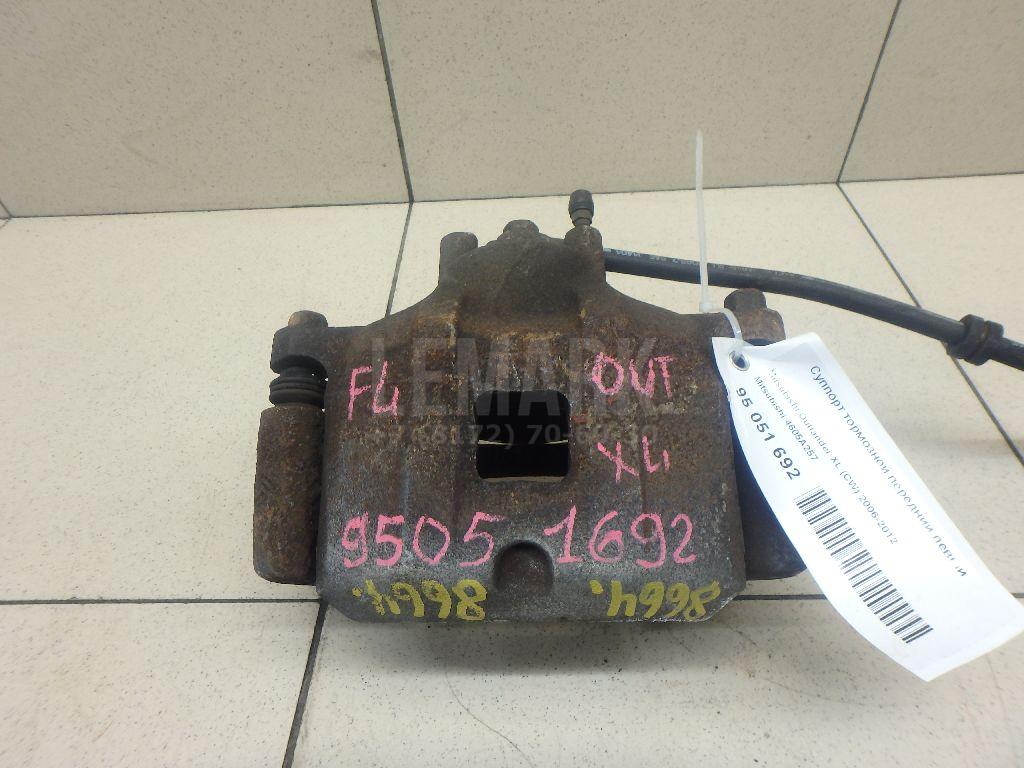 LEMARK
FL OUT
XL
9505 1692
8664.
8664.
Суппорт тормозной передний левый
Mitsubishi Outlander XL (CW) 2006-2012
Mitsubishi 4605A257
95 051 692